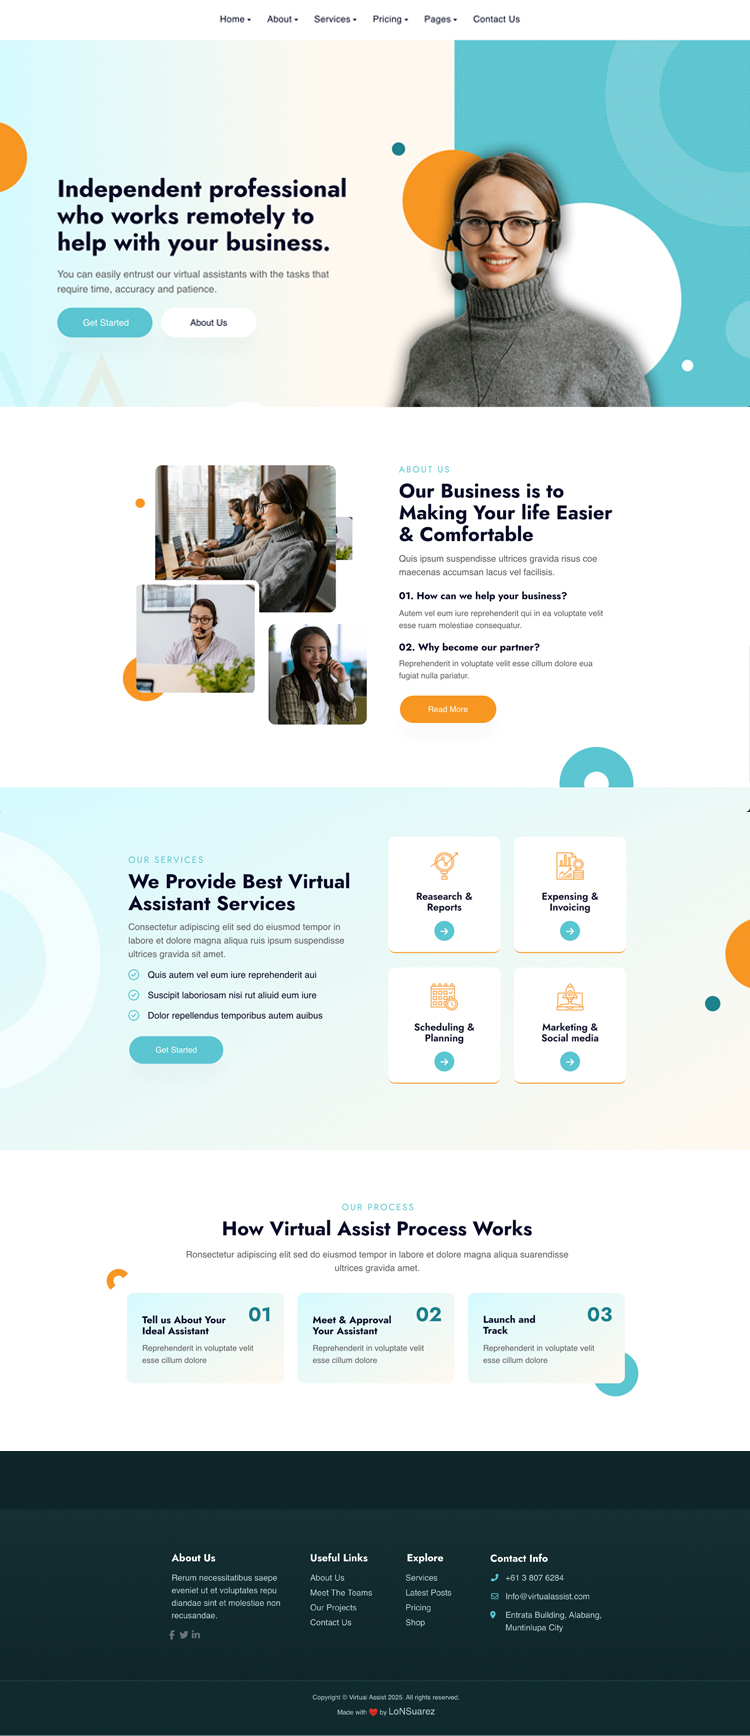 Home About Services Pricing Pages Contact Us
Independent professional
who works remotely to
help with your business.
You can easily entrust our virtual assistants with the tasks that
require time, accuracy and patience.
Get Started About Us
VA
ABOUT US
Our Business is to
Making Your life Easier
& Comfortable
Quis ipsum suspendisse ultrices gravida risus coe
maecenas accumsan lacus vel facilisis.
01. How can we help your business?
Autem vel eum iure reprehenderit qui in ea voluptate velit
esse ruam molestiae consequatur.
02. Why become our partner?
Reprehenderit in voluptate velit esse cillum dolore eua
fugiat nulla pariatur.
Read More
OUR SERVICES
We Provide Best Virtual
Assistant Services
Consectetur adipiscing elit sed do eiusmod tempor in
labore et dolore magna aliqua ruis ipsum suspendisse
ultrices gravida sit amet.
Quis autem vel eum iure reprehenderit aui
Suscipit laboriosam nisi rut aliuid eum iure
Dolor repellendus temporibus autem auibus
Get Started
Reasearch &
Reports
Expensing &
Invoicing
Scheduling &
Planning
Marketing &
Social media
OUR PROCESS
How Virtual Assist Process Works
Ronsectetur adipiscing elit sed do eiusmod tempor in labore et dolore magna aliqua suarendisse
ultrices gravida amet.
01
Tell us About Your
Ideal Assistant
Reprehenderit in voluptate velit
esse cillum dolore
02
Meet & Approval
Your Assistant
Reprehenderit in voluptate velit
esse cillum dolore
03
Launch and
Track
Reprehenderit in voluptate velit
esse cillum dolore
About Us
Rerum necessitatibus saepe
eveniet ut et voluptates repu
diandae sint et molestiae non
recusandae.
Useful Links
About Us
Meet The Teams
Our Projects
Contact Us
Explore
Services
Latest Posts
Pricing
Shop
Contact Info
+61 3 807 6284
Info@virtualassist.com
Entrata Building, Alabang,
Muntinlupa City
Copyright © Virtual Assist 2025. All rights reserved.
Made with ❤️ by LoNSuarez